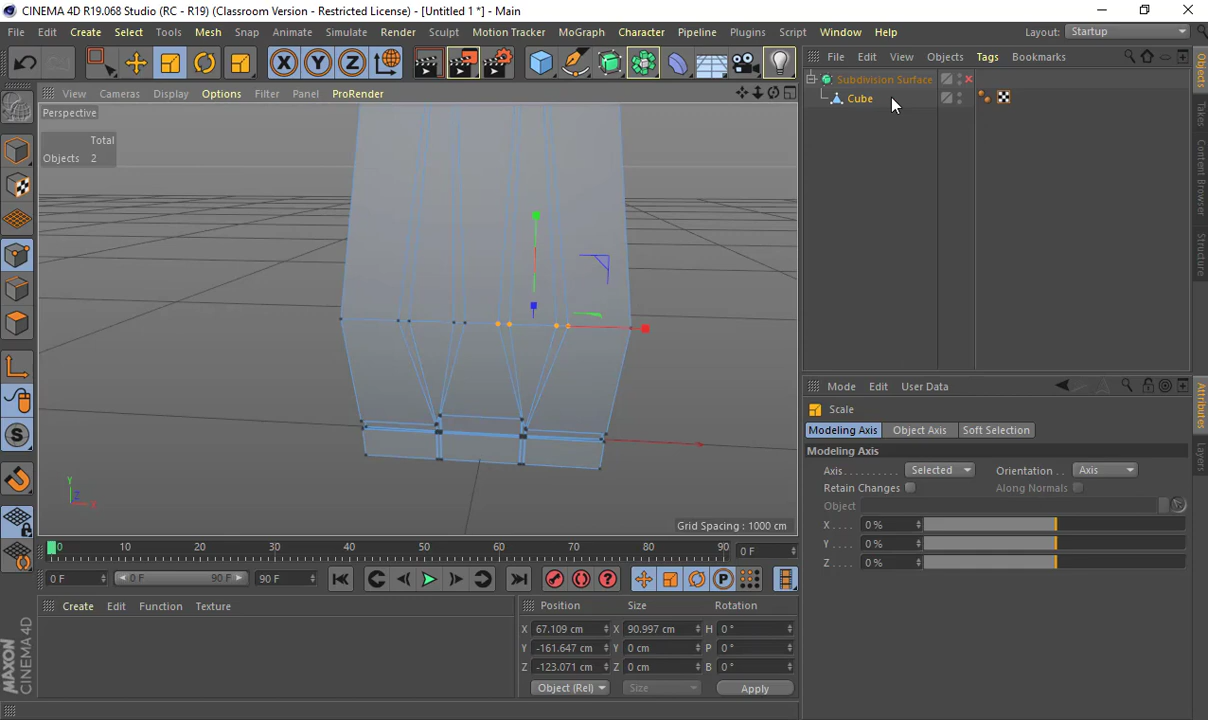 CINEMA 4D R19.068 Studio (RC - R19) (Classroom Version - Restricted License) - [Untitled 1 *] - Main
File Edit Create Select Tools Mesh Snap Animate Simulate Render Sculpt Motion Tracker MoGraph Character Pipeline Plugins Script Window Help Layout: Startup
X Y Z
File Edit View Objects Tags Bookmarks
Subdivision Surface
Cube
View Cameras Display Options Filter Panel ProRender
Perspective
Total
Objects 2
Y
Z X
Grid Spacing : 1000 cm
S
Objects
Takes
Content Browser
Structure
Mode Edit User Data
Scale
Modeling Axis Object Axis Soft Selection
Modeling Axis
Axis . . . . . . . . . Selected Orientation . . Axis
Retain Changes Along Normals
Object
X . . . . 0 %
Y . . . . 0 %
Z . . . . 0 %
Attributes
Layers
0 10 20 30 40 50 60 70 80 90 0 F
0 F 0 F 90 F 90 F
P
Create Edit Function Texture
Position Size Rotation
X 67.109 cm X 90.997 cm H 0 °
Y -161.647 cm Y 0 cm P 0 °
Z -123.071 cm Z 0 cm B 0 °
Object (Rel) Size Apply
MAXON
CINEMA 4D